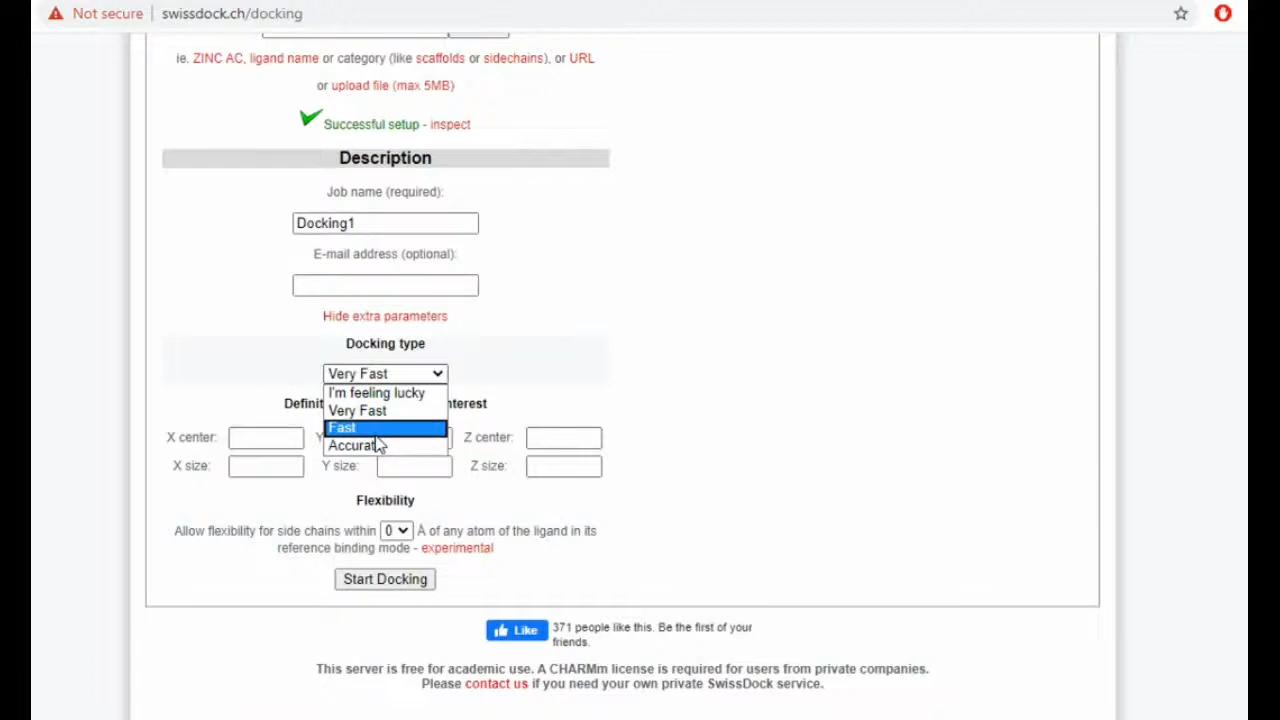 Not secure | swissdock.ch/docking
ie. ZINC AC, ligand name or category (like scaffolds or sidechains), or URL
or upload file (max 5MB)
Successful setup - inspect
Description
Job name (required):
Docking1
E-mail address (optional):
Hide extra parameters
Docking type
Very Fast
I'm feeling lucky
Very Fast
Fast
Accurat
Definit nterest
X center: Y Z center:
X size: Y size: Z size:
Flexibility
Allow flexibility for side chains within 0 Å of any atom of the ligand in its
reference binding mode - experimental
Start Docking
Like 371 people like this. Be the first of your
friends.
This server is free for academic use. A CHARMm license is required for users from private companies.
Please contact us if you need your own private SwissDock service.